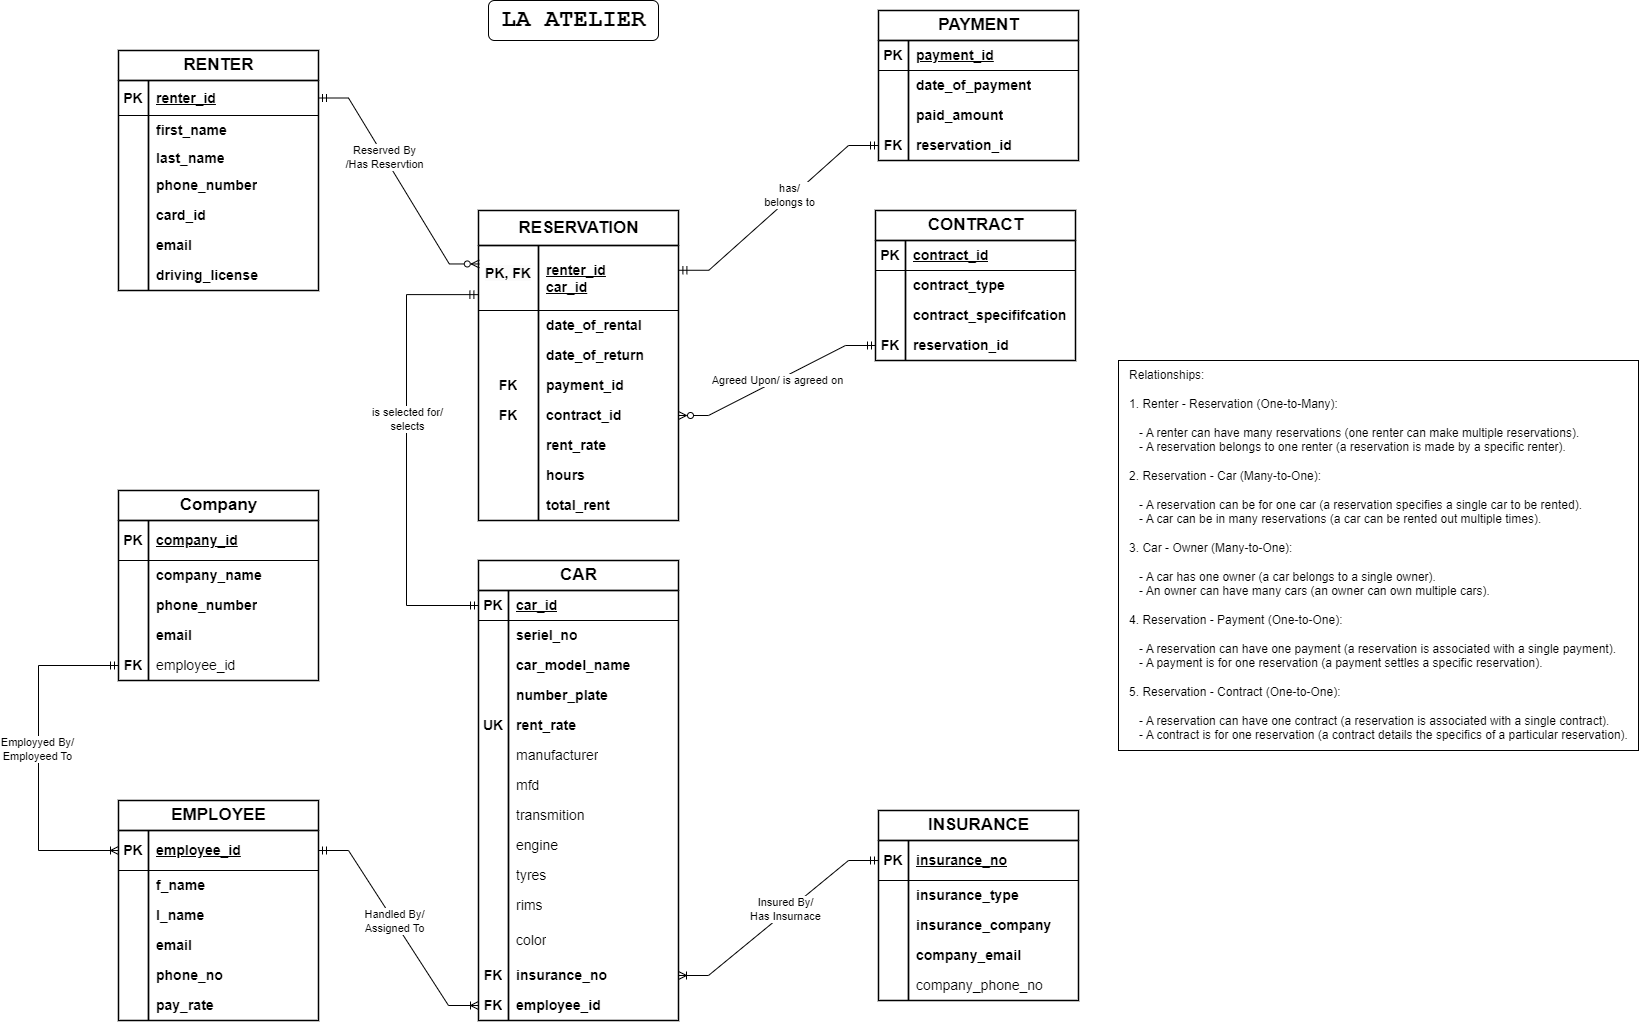 LA ATELIER
RENTER
PK renter_id
first_name
last_name
phone_number
card_id
email
driving_license
Reserved By
/Has Reservtion
PAYMENT
PK payment_id
date_of_payment
paid_amount
FK reservation_id
has/
belongs to
RESERVATION
PK, FK renter_id
car_id
date_of_rental
date_of_return
FK payment_id
FK contract_id
rent_rate
hours
total_rent
CONTRACT
PK contract_id
contract_type
contract_specififcation
FK reservation_id
Agreed Upon/ is agreed on
is selected for/
selects
Relationships:
1. Renter - Reservation (One-to-Many):
- A renter can have many reservations (one renter can make multiple reservations).
- A reservation belongs to one renter (a reservation is made by a specific renter).
2. Reservation - Car (Many-to-One):
- A reservation can be for one car (a reservation specifies a single car to be rented).
- A car can be in many reservations (a car can be rented out multiple times).
3. Car - Owner (Many-to-One):
- A car has one owner (a car belongs to a single owner).
- An owner can have many cars (an owner can own multiple cars).
4. Reservation - Payment (One-to-One):
- A reservation can have one payment (a reservation is associated with a single payment).
- A payment is for one reservation (a payment settles a specific reservation).
5. Reservation - Contract (One-to-One):
- A reservation can have one contract (a reservation is associated with a single contract).
- A contract is for one reservation (a contract details the specifics of a particular reservation).
Company
PK company_id
company_name
phone_number
email
FK employee_id
Employyed By/
Employeed To
EMPLOYEE
PK employee_id
f_name
l_name
email
phone_no
pay_rate
Handled By/
Assigned To
CAR
PK car_id
seriel_no
car_model_name
number_plate
UK rent_rate
manufacturer
mfd
transmition
engine
tyres
rims
color
FK insurance_no
FK employee_id
Insured By/
Has Insurnace
INSURANCE
PK insurance_no
insurance_type
insurance_company
company_email
company_phone_no